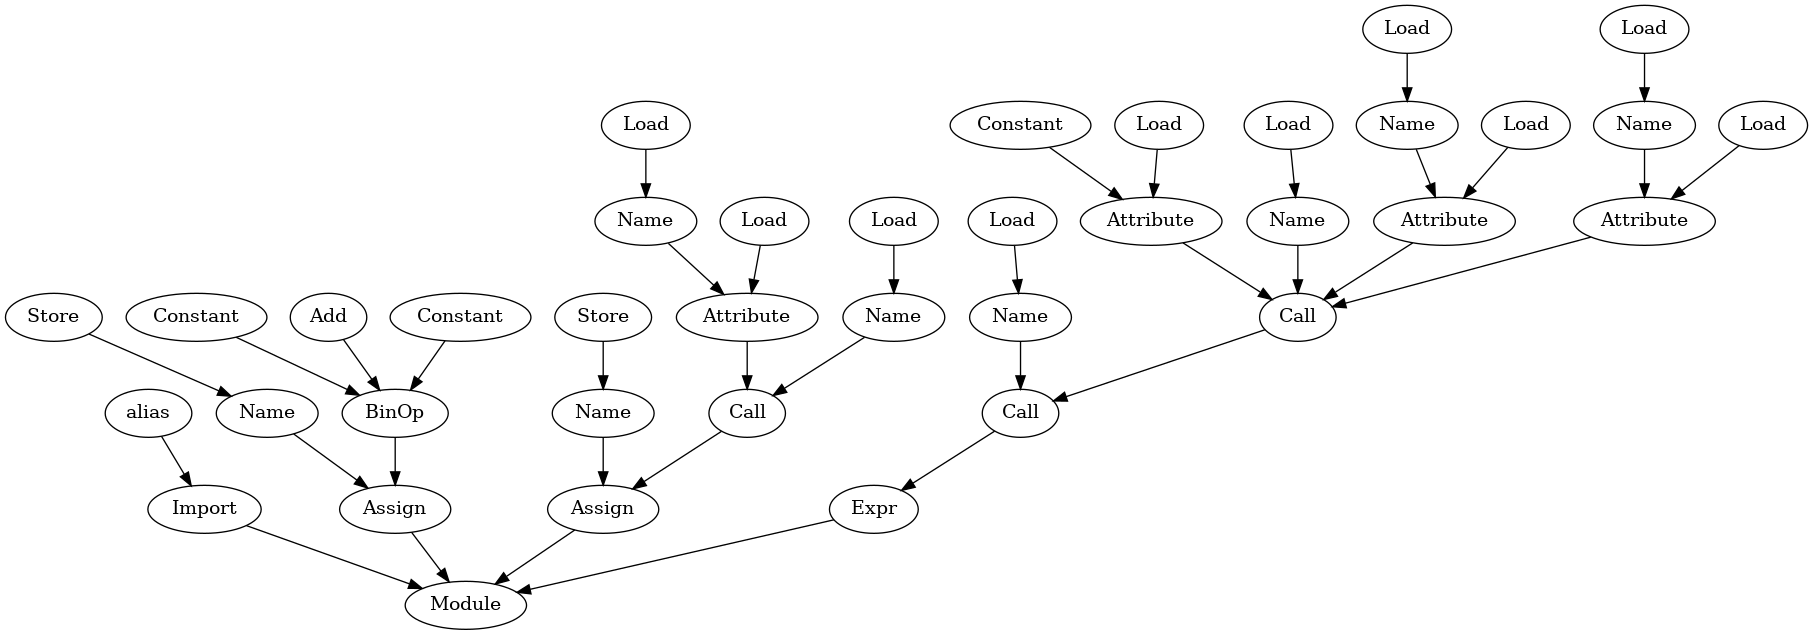 Load
Load
Load
Constant
Load
Load
Name
Load
Name
Load
Name
Load
Load
Load
Attribute
Name
Attribute
Attribute
Store
Constant
Add
Constant
Store
Attribute
Name
Name
Call
alias
Name
BinOp
Name
Call
Call
Import
Assign
Assign
Expr
Module